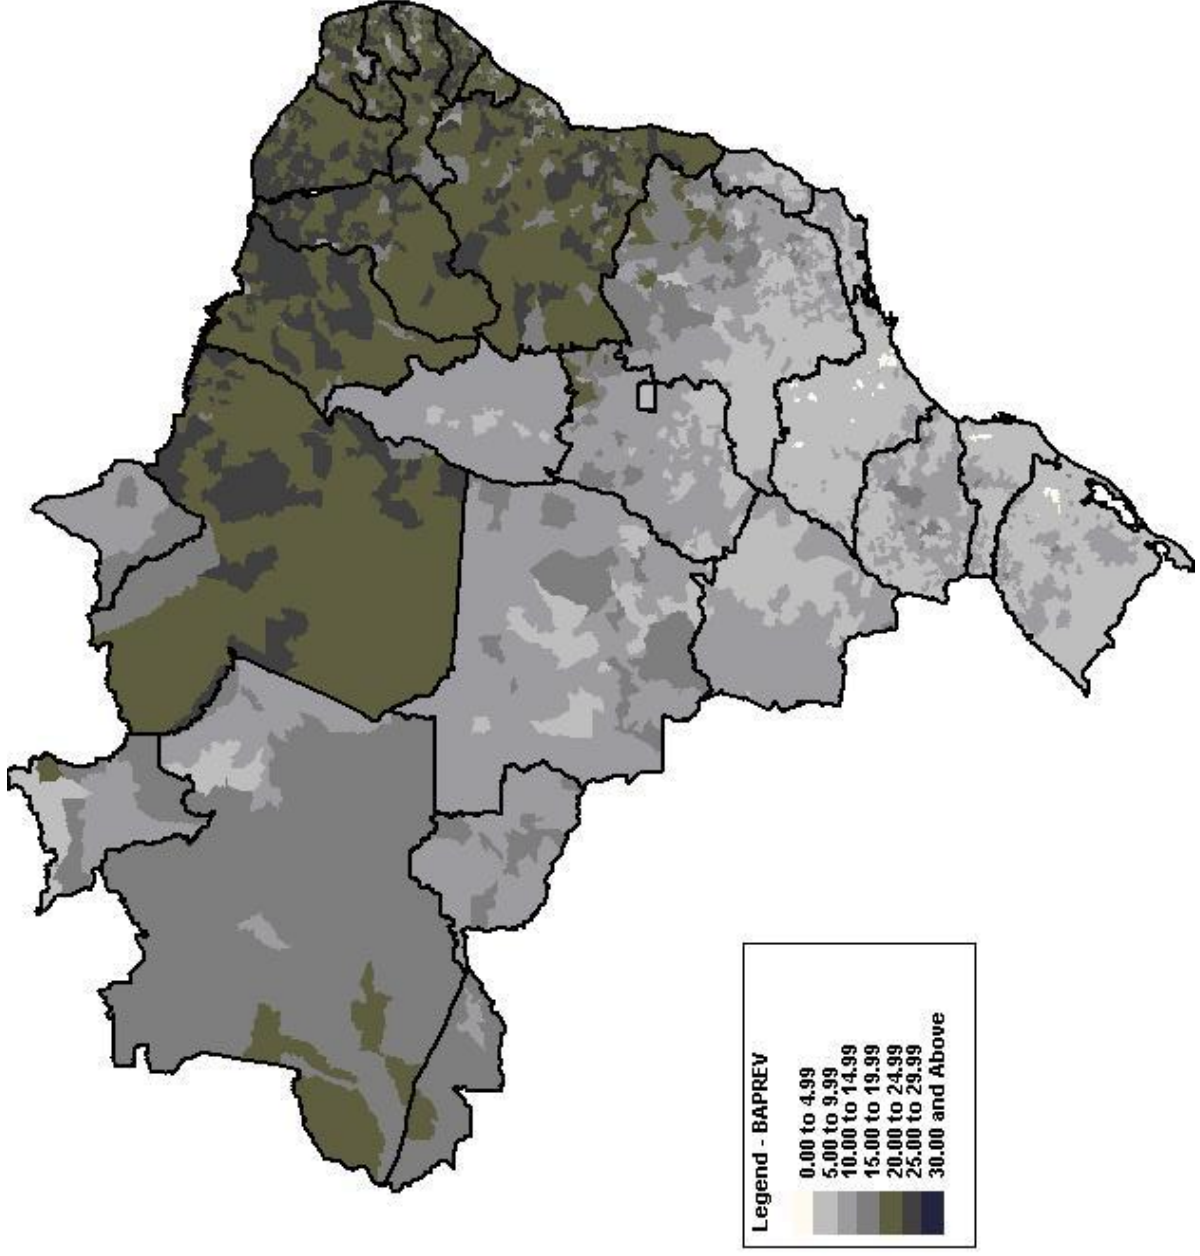 Legend - BAPREV
0.00 to 4.99
5.00 to 9.99
10.00 to 14.99
15.00 to 19.99
20.00 to 24.99
25.00 to 29.99
30.00 and Above